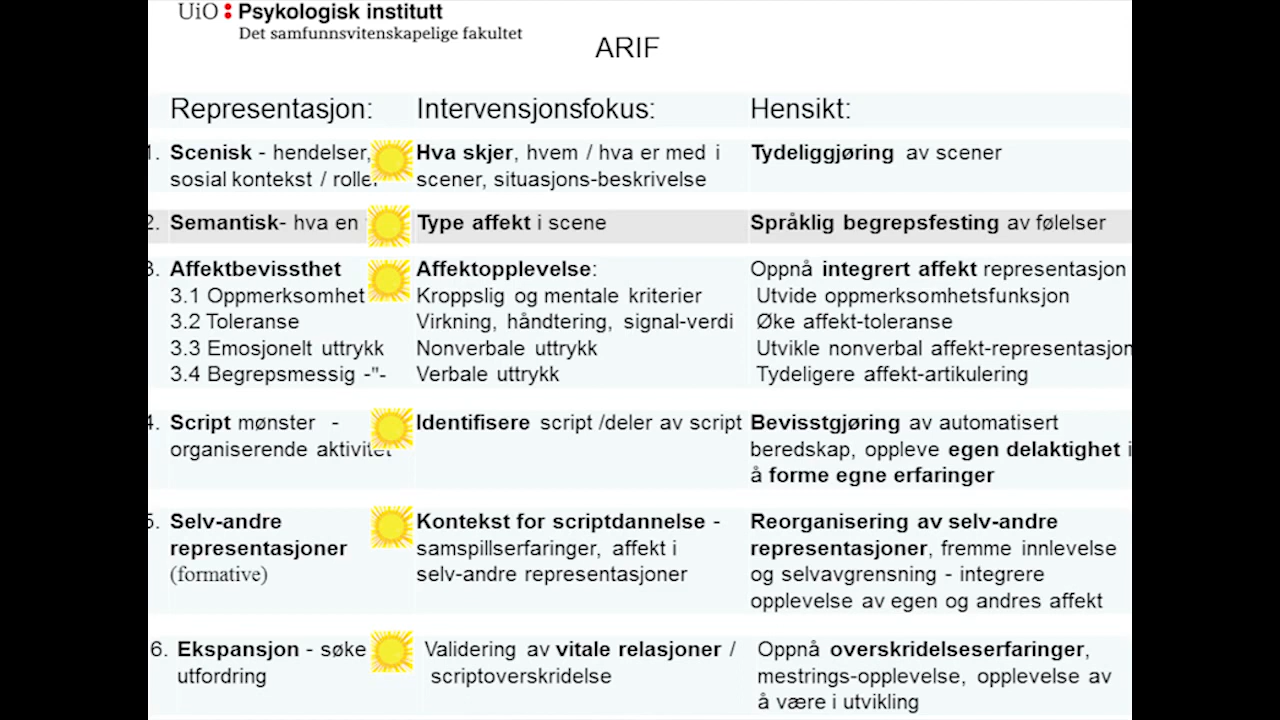 UiO Psykologisk institutt
Det samfunnsvitenskapelige fakultet
ARIF
Representasjon: Intervensjonsfokus: Hensikt:
1. Scenisk - hendelser, Hva skjer, hvem / hva er med i Tydeliggjøring av scener
sosial kontekst / roller scener, situasjons-beskrivelse
2. Semantisk- hva en Type affekt i scene Språklig begrepsfesting av følelser
3. Affektbevissthet Affektopplevelse: Oppnå integrert affekt representasjon
3.1 Oppmerksomhet Kroppslig og mentale kriterier Utvide oppmerksomhetsfunksjon
3.2 Toleranse Virkning, håndtering, signal-verdi Øke affekt-toleranse
3.3 Emosjonelt uttrykk Nonverbale uttrykk Utvikle nonverbal affekt-representasjon
3.4 Begrepsmessig -"- Verbale uttrykk Tydeligere affekt-artikulering
4. Script mønster - Identifisere script /deler av script Bevisstgjøring av automatisert
organiserende aktivitet beredskap, oppleve egen delaktighet i
å forme egne erfaringer
5. Selv-andre Kontekst for scriptdannelse - Reorganisering av selv-andre
representasjoner samspillserfaringer, affekt i representasjoner, fremme innlevelse
(formative) selv-andre representasjoner og selvavgrensning - integrere
opplevelse av egen og andres affekt
6. Ekspansjon - søke Validering av vitale relasjoner / Oppnå overskridelseserfaringer,
utfordring scriptoverskridelse mestrings-opplevelse, opplevelse av
å være i utvikling